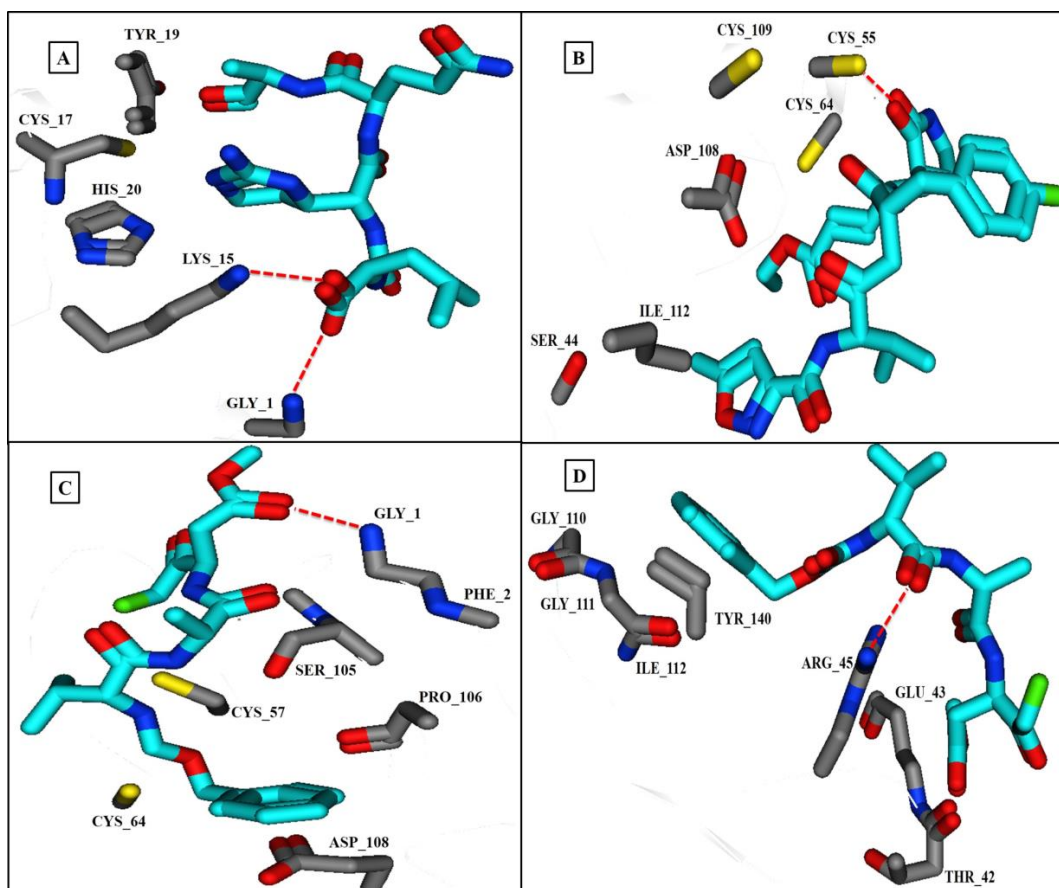 A
TYR_19
CYS_17
HIS_20
LYS_15
GLY_1
B
CYS_109
CYS_55
CYS_64
ASP_108
ILE_112
SER_44
C
GLY_1
PHE_2
SER_105
PRO_106
CYS_57
CYS_64
ASP_108
D
GLY_110
GLY_111
TYR_140
ILE_112
ARG_45
GLU_43
THR_42